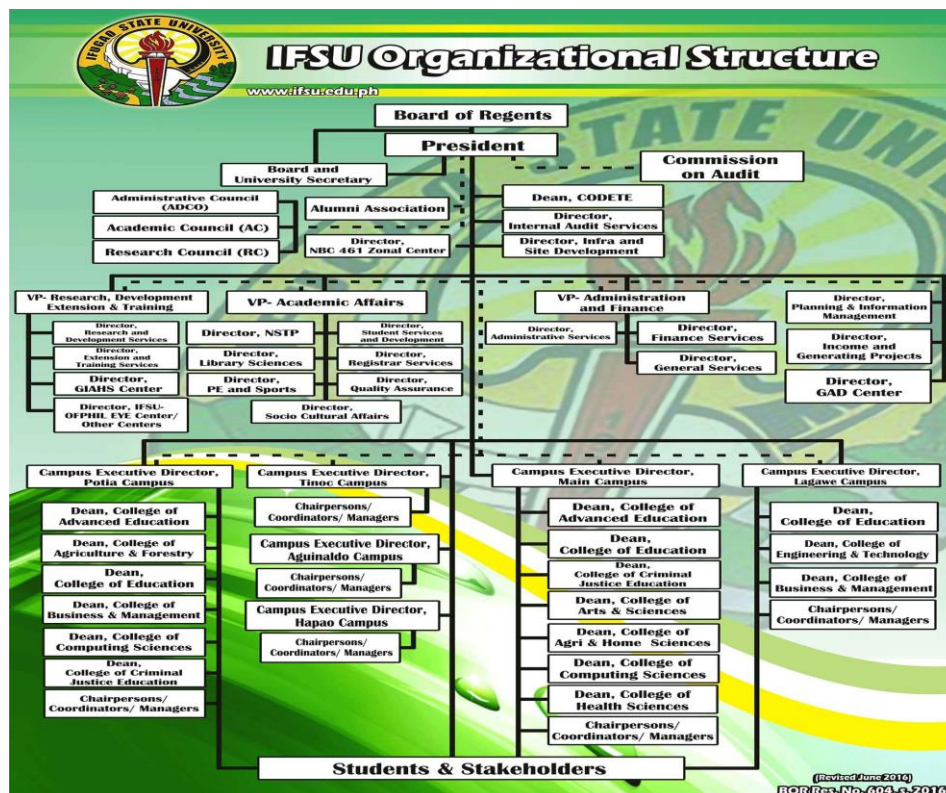 IFUGAO STATE UNIVERSITY
IFSU Organizational Structure
www.ifsu.edu.ph
Board of Regents
President
Board and
University Secretary
Commission
on Audit
Administrative Council
(ADCO)
Academic Council (AC)
Research Council (RC)
Alumni Association
Director,
NBC 461 Zonal Center
Dean, CODETE
Director,
Internal Audit Services
Director, Infra and
Site Development
VP- Research, Development
Extension & Training
Director,
Research and
Development Services
Director,
Extension and
Training Services
Director,
GIAHS Center
Director, IFSU-
OFPHIL EYE Center/
Other Centers
VP- Academic Affairs
Director, NSTP
Director,
Library Sciences
Director,
PE and Sports
Director,
Student Services
and Development
Director,
Registrar Services
Director,
Quality Assurance
Director,
Socio Cultural Affairs
VP- Administration
and Finance
Director,
Administrative Services
Director,
Finance Services
Director,
General Services
Director,
Planning & Information
Management
Director,
Income and
Generating Projects
Director,
GAD Center
Campus Executive Director,
Potia Campus
Dean, College of
Advanced Education
Dean, College of
Agriculture & Forestry
Dean,
College of Education
Dean, College of
Business & Management
Dean, College of
Computing Sciences
Dean,
College of Criminal
Justice Education
Chairpersons/
Coordinators/ Managers
Campus Executive Director,
Tinoc Campus
Chairpersons/
Coordinators/ Managers
Campus Executive Director,
Aguinaldo Campus
Chairpersons/
Coordinators/ Managers
Campus Executive Director,
Hapao Campus
Chairpersons/
Coordinators/ Managers
Campus Executive Director,
Main Campus
Dean, College of
Advanced Education
Dean,
College of Education
Dean,
College of Criminal
Justice Education
Dean, College of
Arts & Sciences
Dean, College of
Agri & Home Sciences
Dean, College of
Computing Sciences
Dean, College of
Health Sciences
Chairpersons/
Coordinators/ Managers
Campus Executive Director,
Lagawe Campus
Dean,
College of Education
Dean, College of
Engineering & Technology
Dean, College of
Business & Management
Chairpersons/
Coordinators/ Managers
Students & Stakeholders
(Revised June 2016)
BOR Res. No. 604, s. 2016